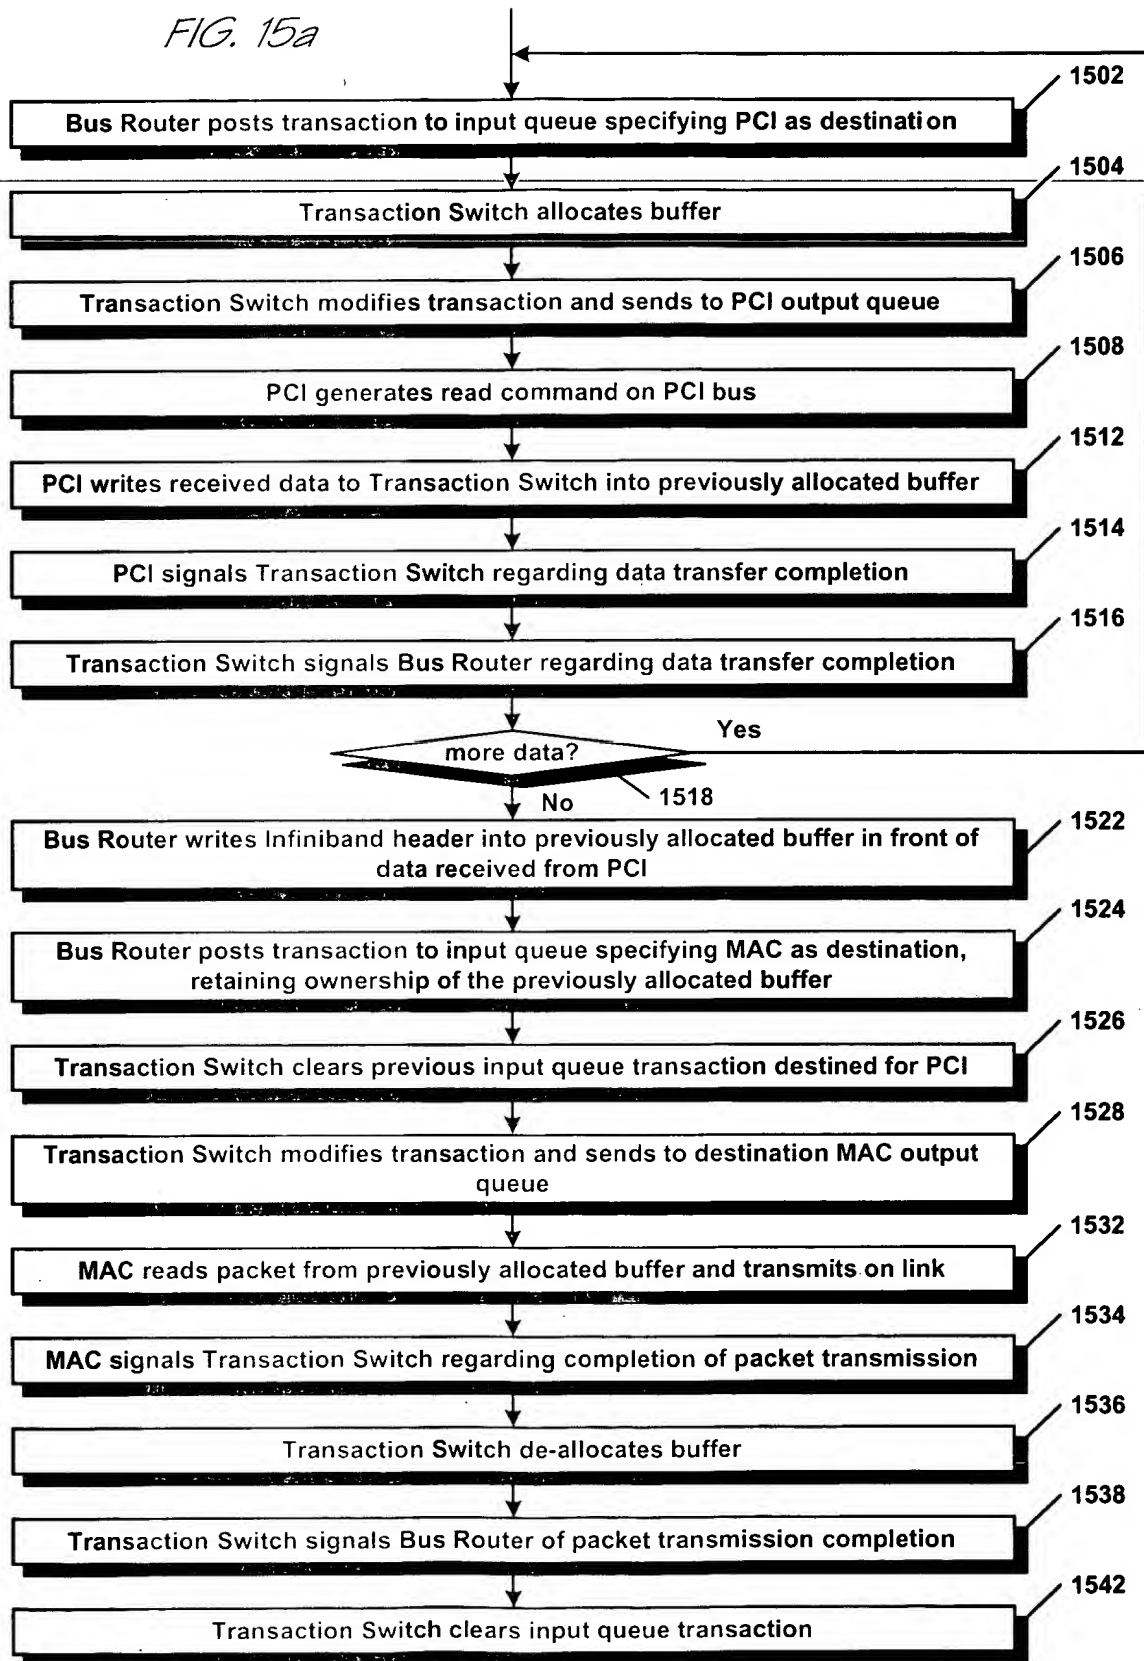 FIG. 15a
1502
Bus Router posts transaction to input queue specifying PCI as destination
1504
Transaction Switch allocates buffer
1506
Transaction Switch modifies transaction and sends to PCI output queue
1508
PCI generates read command on PCI bus
1512
PCI writes received data to Transaction Switch into previously allocated buffer
1514
PCI signals Transaction Switch regarding data transfer completion
1516
Transaction Switch signals Bus Router regarding data transfer completion
Yes
more data?
No
1518
1522
Bus Router writes Infiniband header into previously allocated buffer in front of
data received from PCI
1524
Bus Router posts transaction to input queue specifying MAC as destination,
retaining ownership of the previously allocated buffer
1526
Transaction Switch clears previous input queue transaction destined for PCI
1528
Transaction Switch modifies transaction and sends to destination MAC output
queue
1532
MAC reads packet from previously allocated buffer and transmits on link
1534
MAC signals Transaction Switch regarding completion of packet transmission
1536
Transaction Switch de-allocates buffer
1538
Transaction Switch signals Bus Router of packet transmission completion
1542
Transaction Switch clears input queue transaction